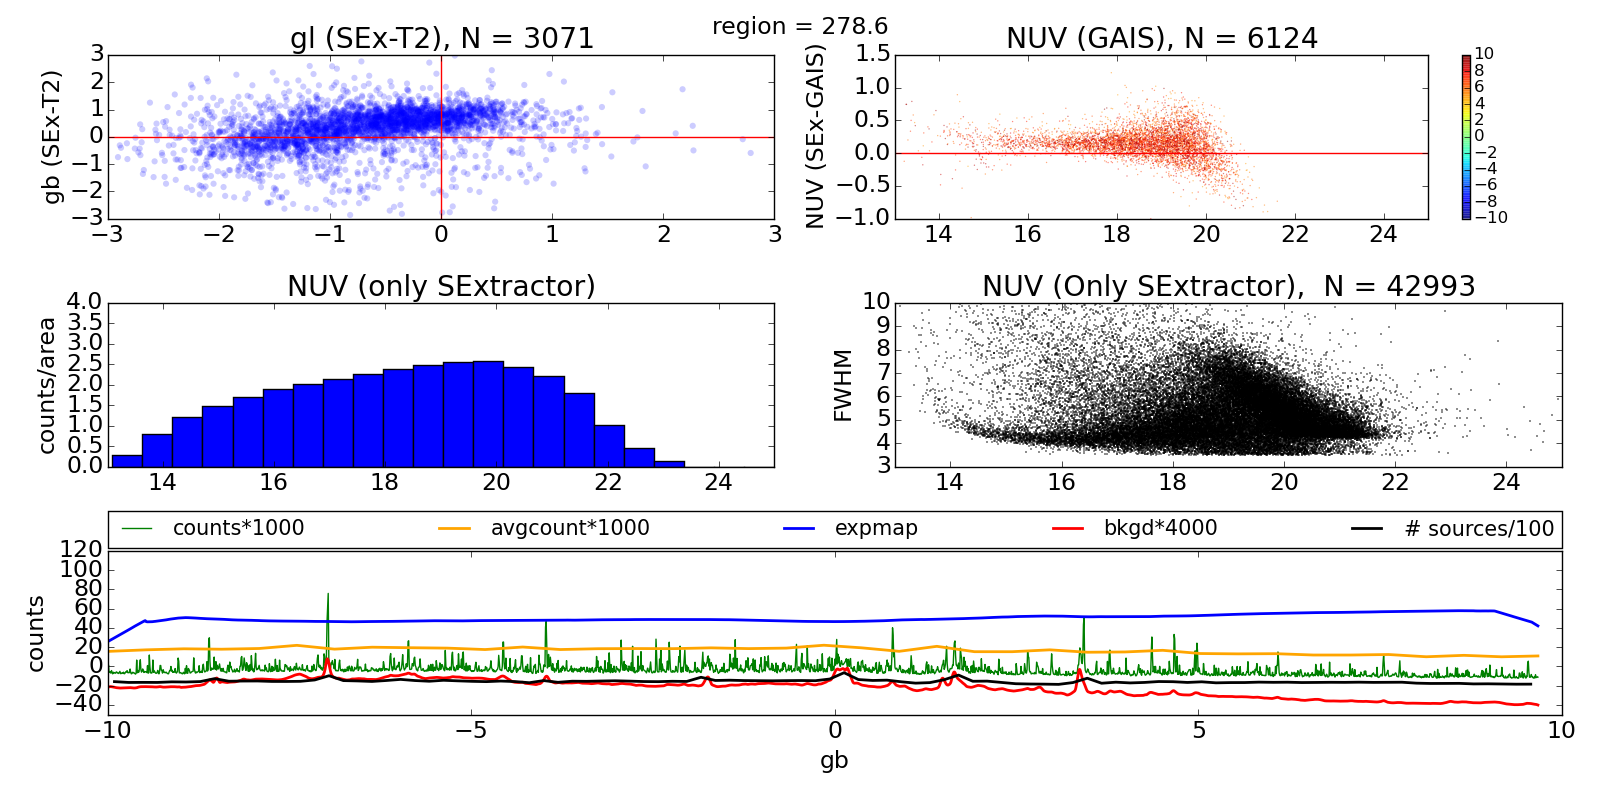 region = 278.6
gl (SEx-T2), N = 3071
gb (SEx-T2)
3
2
1
0
−1
−2
−3
−3 −2 −1 0 1 2 3
NUV (GAIS), N = 6124
NUV (SEx-GAIS)
1.5
1.0
0.5
0.0
−0.5
−1.0
14 16 18 20 22 24
10
8
6
4
2
0
−2
−4
−6
−8
−10
NUV (only SExtractor)
counts/area
4.0
3.5
3.0
2.5
2.0
1.5
1.0
0.5
0.0
14 16 18 20 22 24
NUV (Only SExtractor), N = 42993
FWHM
10
9
8
7
6
5
4
3
14 16 18 20 22 24
counts*1000 avgcount*1000 expmap bkgd*4000 # sources/100
counts
120
100
80
60
40
20
0
−20
−40
−10 −5 0 5 10
gb